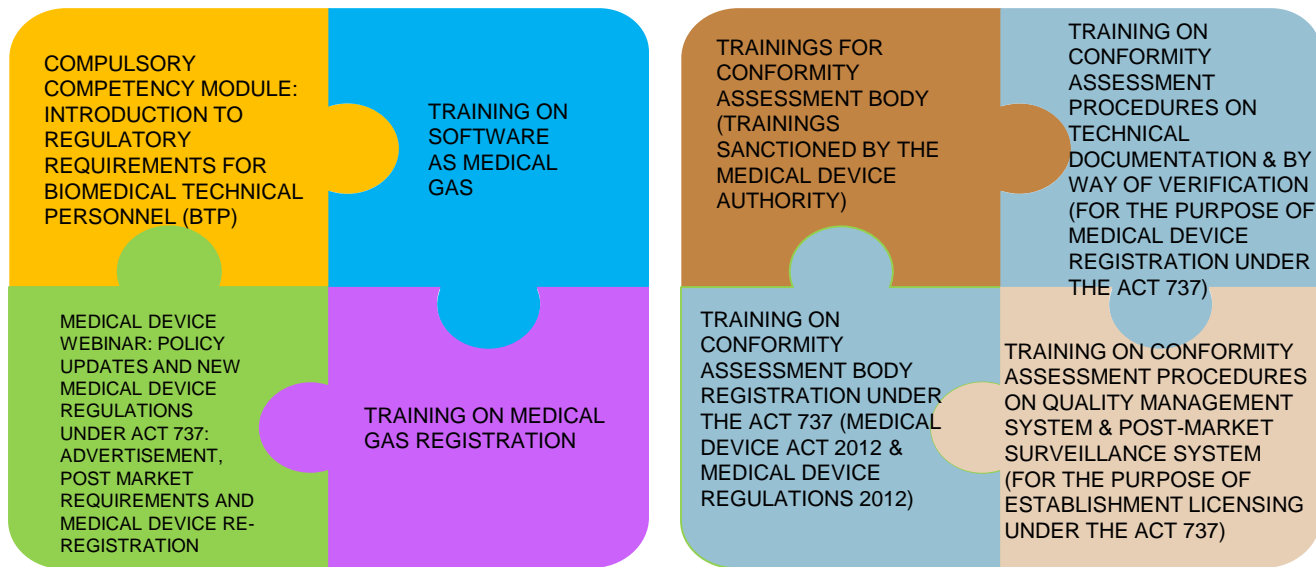 COMPULSORY
COMPETENCY MODULE:
INTRODUCTION TO
REGULATORY
REQUIREMENTS FOR
BIOMEDICAL TECHNICAL
PERSONNEL (BTP)
TRAINING ON
SOFTWARE
AS MEDICAL
GAS
MEDICAL DEVICE
WEBINAR: POLICY
UPDATES AND NEW
MEDICAL DEVICE
REGULATIONS
UNDER ACT 737:
ADVERTISEMENT,
POST MARKET
REQUIREMENTS AND
MEDICAL DEVICE RE-
REGISTRATION
TRAINING ON MEDICAL
GAS REGISTRATION
TRAININGS FOR
CONFORMITY
ASSESSMENT BODY
(TRAININGS
SANCTIONED BY THE
MEDICAL DEVICE
AUTHORITY)
TRAINING ON
CONFORMITY
ASSESSMENT
PROCEDURES ON
TECHNICAL
DOCUMENTATION & BY
WAY OF VERIFICATION
(FOR THE PURPOSE OF
MEDICAL DEVICE
REGISTRATION UNDER
THE ACT 737)
TRAINING ON
CONFORMITY
ASSESSMENT BODY
REGISTRATION UNDER
THE ACT 737 (MEDICAL
DEVICE ACT 2012 &
MEDICAL DEVICE
REGULATIONS 2012)
TRAINING ON CONFORMITY
ASSESSMENT PROCEDURES
ON QUALITY MANAGEMENT
SYSTEM & POST-MARKET
SURVEILLANCE SYSTEM
(FOR THE PURPOSE OF
ESTABLISHMENT LICENSING
UNDER THE ACT 737)